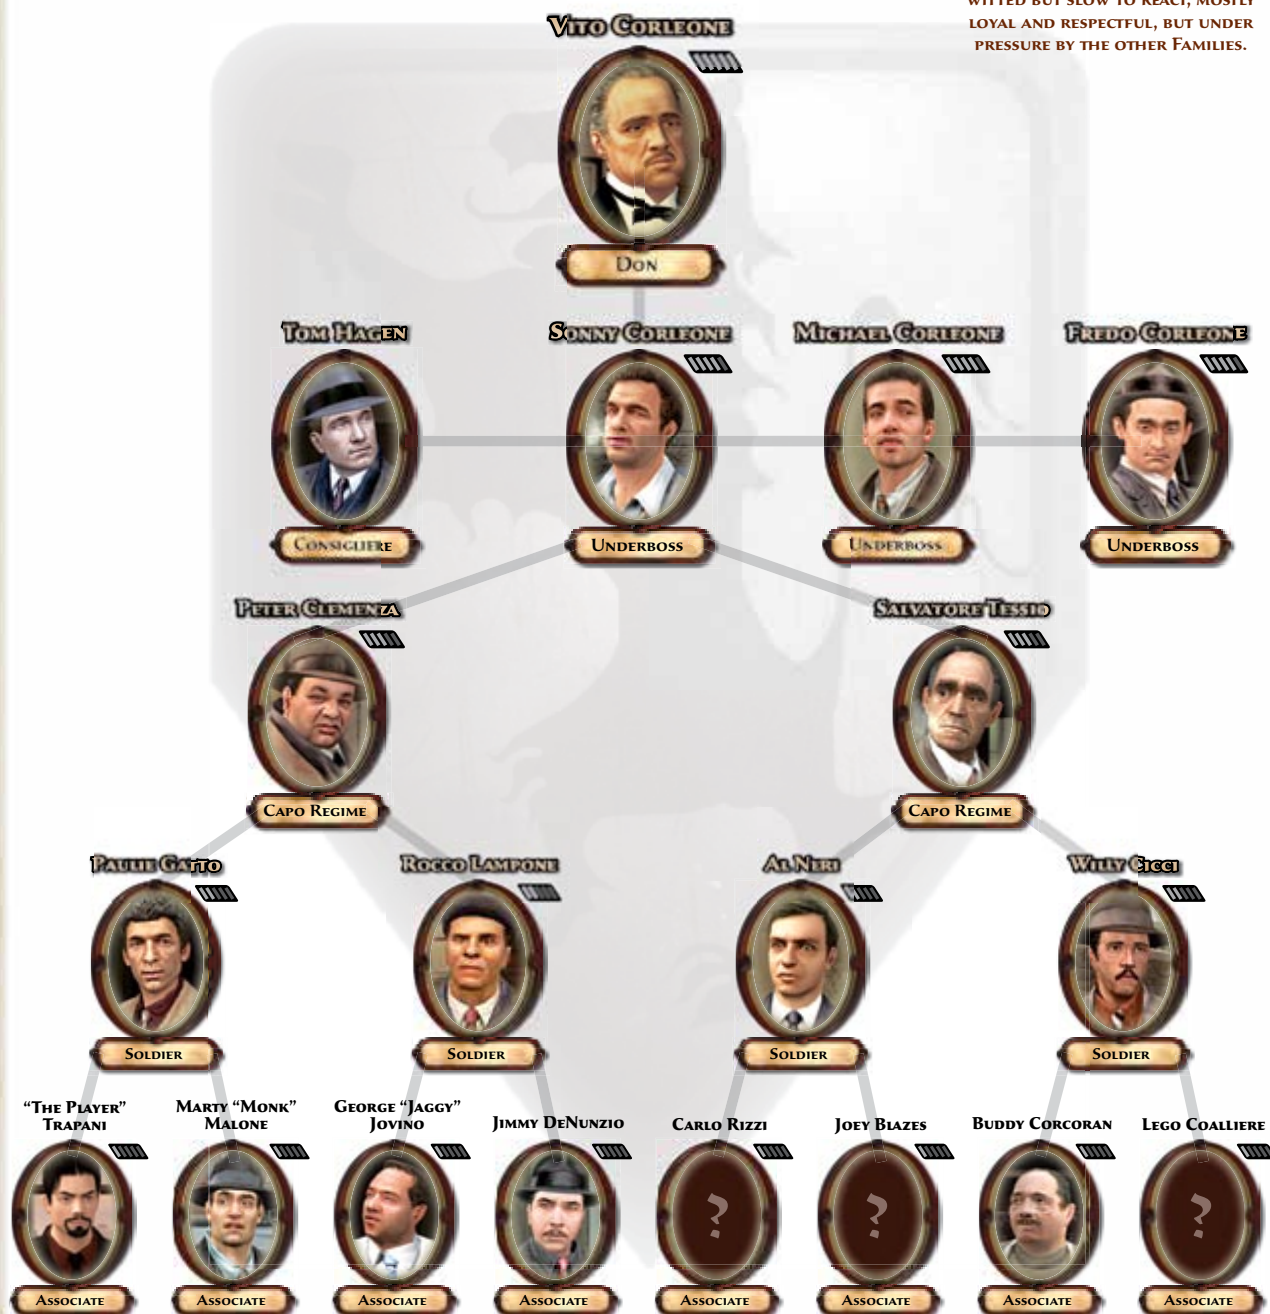 WITTED BUT SLOW TO REACT, MOSTLY
LOYAL AND RESPECTFUL, BUT UNDER
PRESSURE BY THE OTHER FAMILIES.
VITO CORLEONE
DON
TOM HAGEN
SONNY CORLEONE
MICHAEL CORLEONE
FREDO CORLEONE
CONSIGLIERE
UNDERBOSS
UNDERBOSS
UNDERBOSS
PETER CLEMENZA
SALVATORE TESSIO
CAPO REGIME
CAPO REGIME
PAULIE GATTO
ROCCO LAMPONE
AL NERI
WILLY CICCI
SOLDIER
SOLDIER
SOLDIER
SOLDIER
"THE PLAYER"
TRAPANI
MARTY "MONK"
MALONE
GEORGE "JAGGY"
JOVINO
JIMMY DENUNZIO
CARLO RIZZI
JOEY BLAZES
BUDDY CORCORAN
LEGO COALLIERE
?
?
?
ASSOCIATE
ASSOCIATE
ASSOCIATE
ASSOCIATE
ASSOCIATE
ASSOCIATE
ASSOCIATE
ASSOCIATE